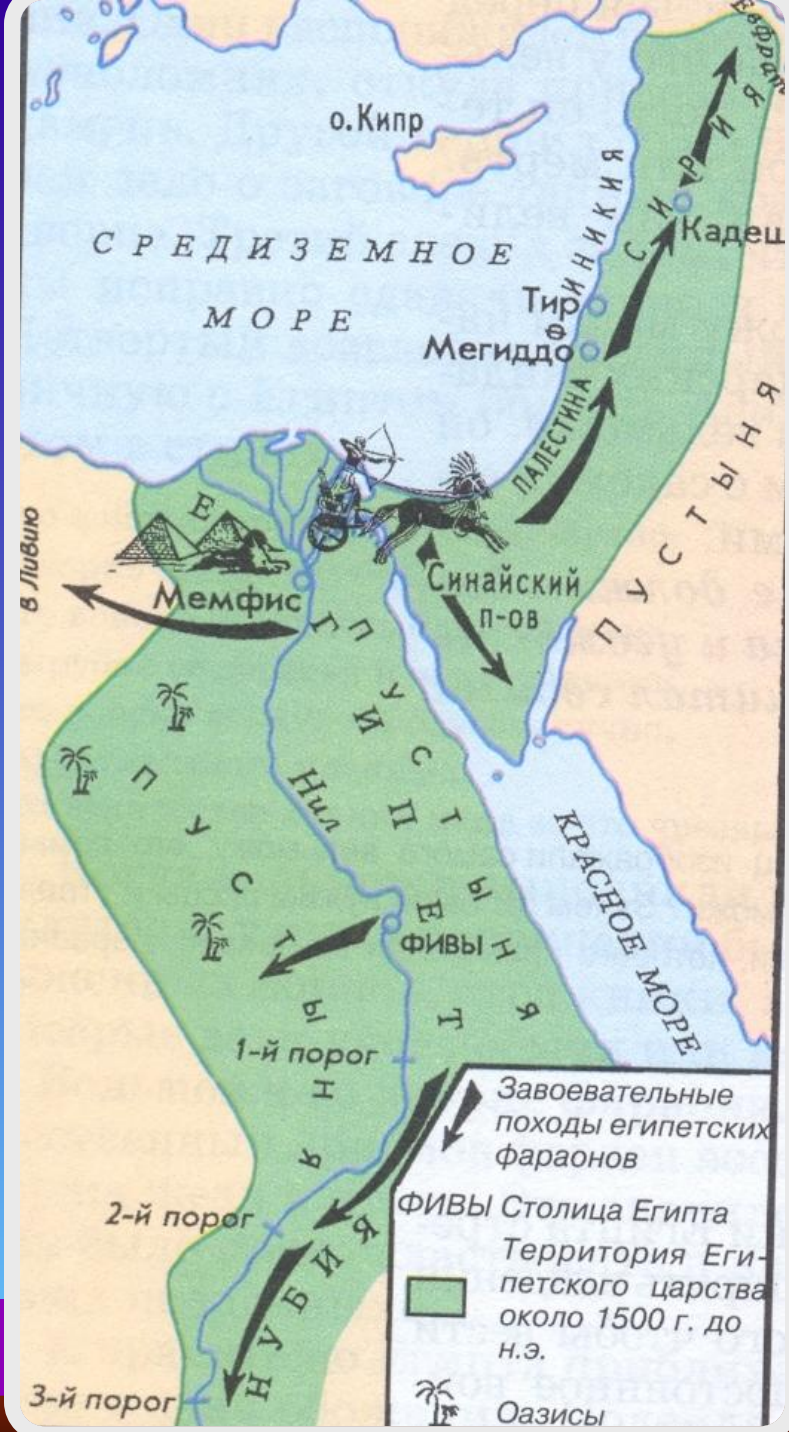 Евфрат
о.Кипр
СРЕДИЗЕМНОЕ
МОРЕ
ФИНИКИЯ
СИРИЯ
Кадеш
Тир
Мегиддо
ПАЛЕСТИНА
ПУСТЫНЯ
в Ливию
Мемфис
Синайский
п-ов
ЕГИПЕТ
ПУСТЫНЯ
ПУСТЫНЯ
Нил
КРАСНОЕ МОРЕ
ФИВЫ
1-й порог
2-й порог
3-й порог
НУБИЯ
Завоевательные
походы египетских
фараонов
ФИВЫ Столица Египта
Территория Еги-
петского царства
около 1500 г. до
н.э.
Оазисы